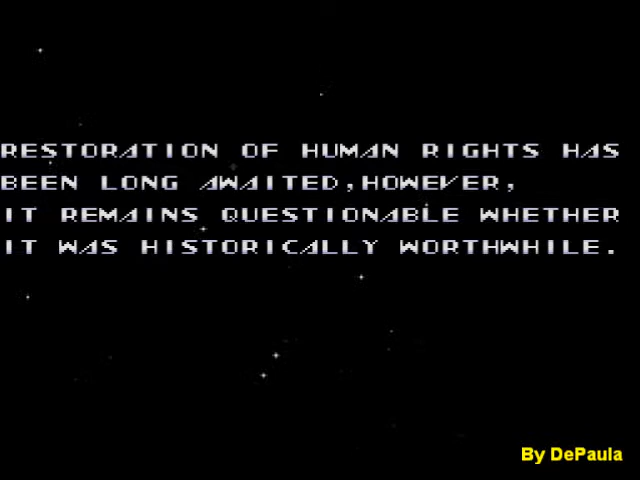 RESTORATION OF HUMAN RIGHTS HAS
BEEN LONG AWAITED,HOWEVER,
IT REMAINS QUESTIONABLE WHETHER
IT WAS HISTORICALLY WORTHWHILE.
By DePaula